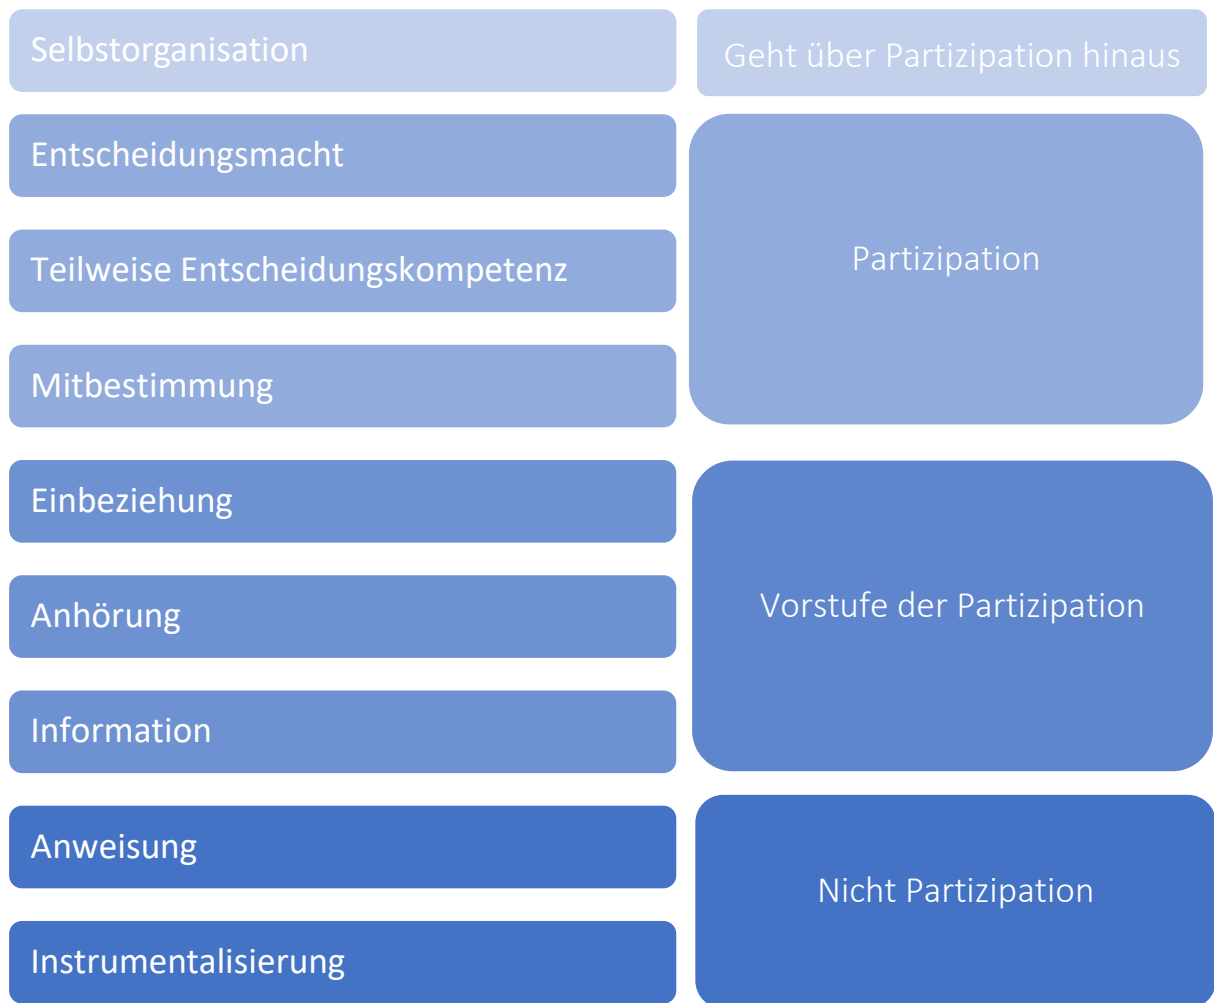 Selbstorganisation
Geht über Partizipation hinaus
Entscheidungsmacht
Teilweise Entscheidungskompetenz
Partizipation
Mitbestimmung
Einbeziehung
Anhörung
Vorstufe der Partizipation
Information
Anweisung
Nicht Partizipation
Instrumentalisierung